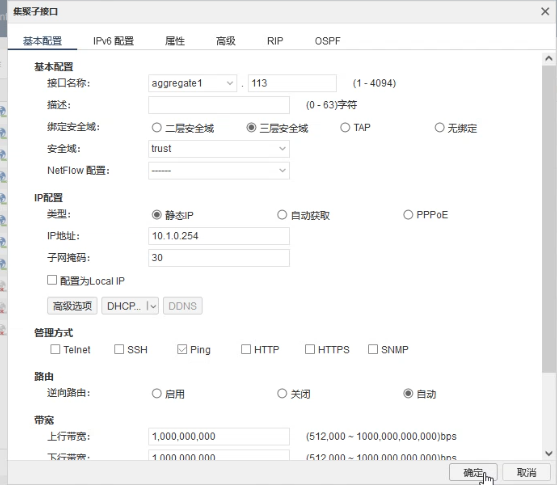 集聚子接口
基本配置 IPv6 配置 属性 高级 RIP OSPF
基本配置
接口名称: aggregate1 . 113 (1 - 4094)
描述: (0 - 63)字符
绑定安全域: 二层安全域 三层安全域 TAP 无绑定
安全域: trust
NetFlow 配置: ------
IP配置
类型: 静态IP 自动获取 PPPoE
IP地址: 10.1.0.254
子网掩码: 30
配置为Local IP
高级选项 DHCP... DDNS
管理方式
Telnet SSH Ping HTTP HTTPS SNMP
路由
逆向路由: 启用 关闭 自动
带宽
上行带宽: 1,000,000,000 (512,000 ~ 1000,000,000,000)bps
下行带宽: 1,000,000,000 (512,000 ~ 1000,000,000,000)bps
确定 取消